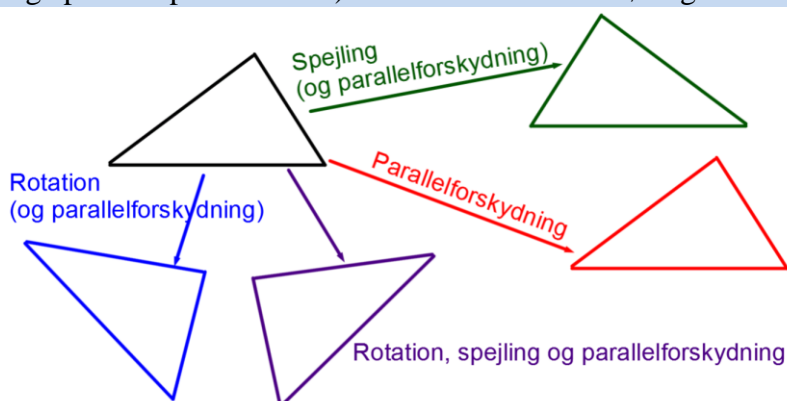 Spejling
(og parallelforskydning)
Parallelforskydning
Rotation
(og parallelforskydning)
Rotation, spejling og parallelforskydning